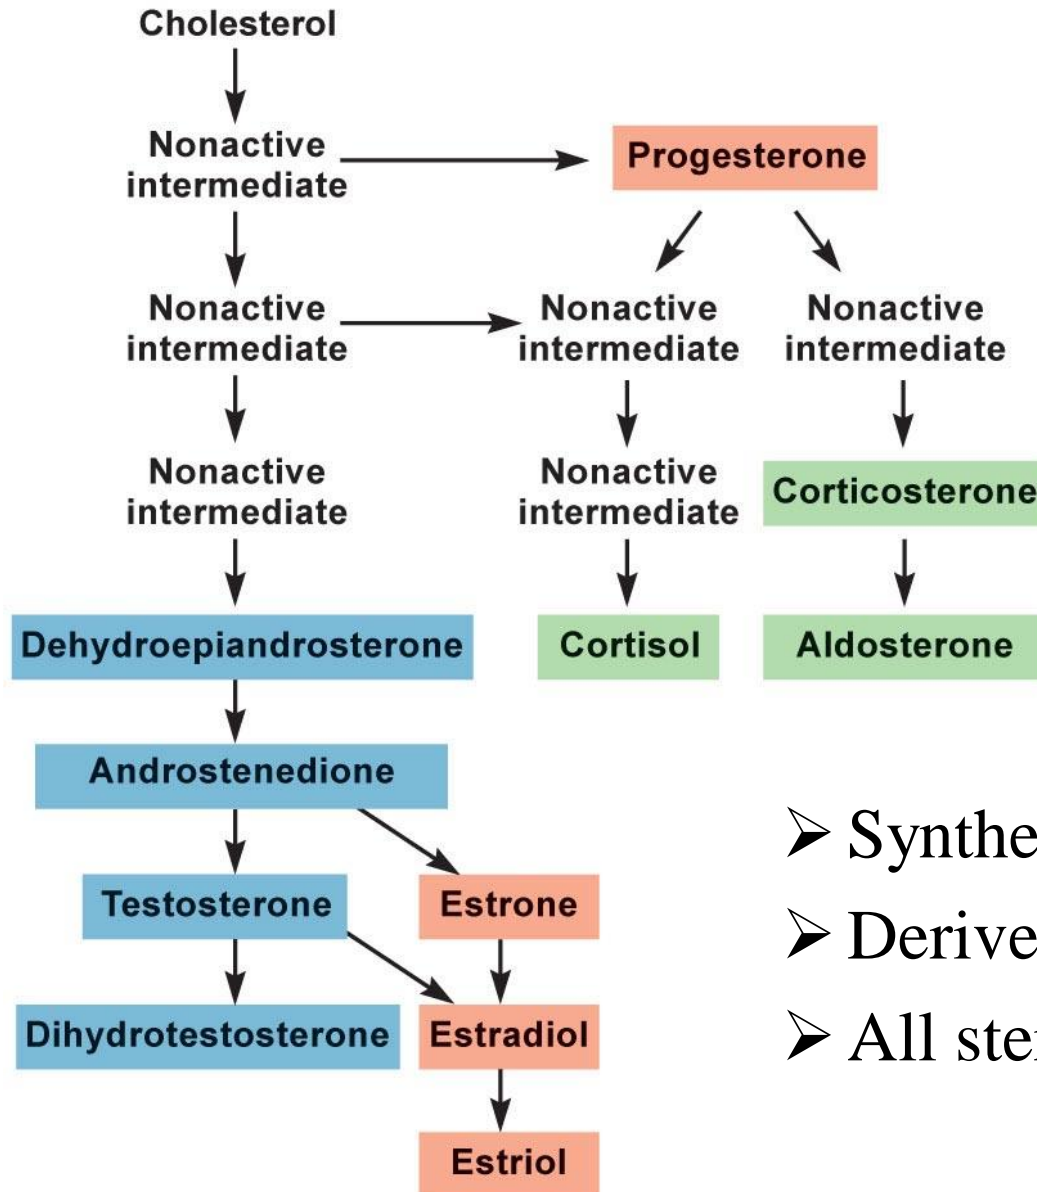 Cholesterol
Nonactive
intermediate
Progesterone
Nonactive
intermediate
Nonactive
intermediate
Nonactive
intermediate
Nonactive
intermediate
Nonactive
intermediate
Corticosterone
Dehydroepiandrosterone
Cortisol
Aldosterone
Androstenedione
Testosterone
Estrone
Dihydrotestosterone
Estradiol
Estriol
➢ Synthe
➢ Derive
➢ All ste